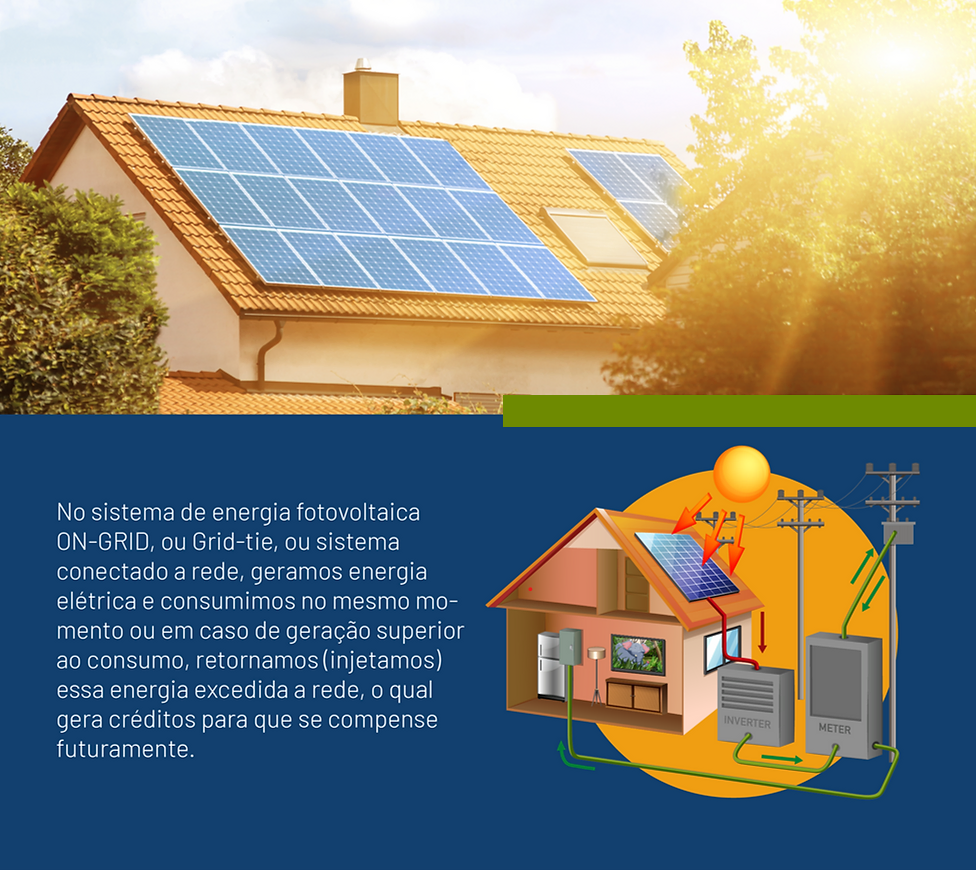 No sistema de energia fotovoltaica
ON-GRID, ou Grid-tie, ou sistema
conectado a rede, geramos energia
elétrica e consumimos no mesmo mo-
mento ou em caso de geração superior
ao consumo, retornamos (injetamos)
essa energia excedida a rede, o qual
gera créditos para que se compense
futuramente.
INVERTER
METER